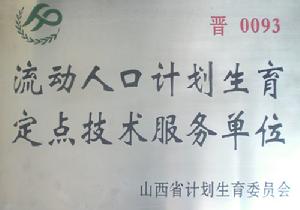 晋 0093
流动人口计划生育
定点技术服务单位
山西省计划生育委员会